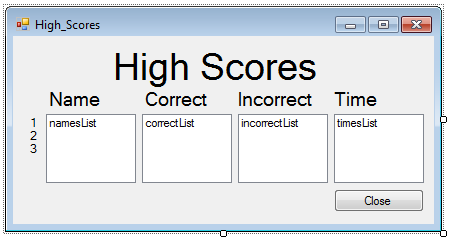 High_Scores
High Scores
Name Correct Incorrect Time
1 namesList correctList incorrectList timesList
2
3
Close